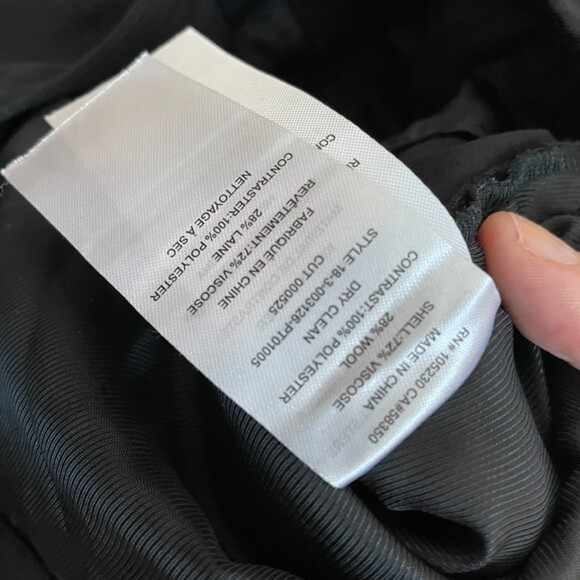 RN# 105230 CA#58350
MADE IN CHINA
SHELL:72% VISCOSE
28% WOOL
CONTRAST:100% POLYESTER
DRY CLEAN
STYLE 18-3-003126-PT01005
CUT 000525
FABRIQUE EN CHINE
REVETEMENT:72% VISCOSE
28% LAINE
CONTRASTER:100% POLYESTER
NETTOYAGE À SEC